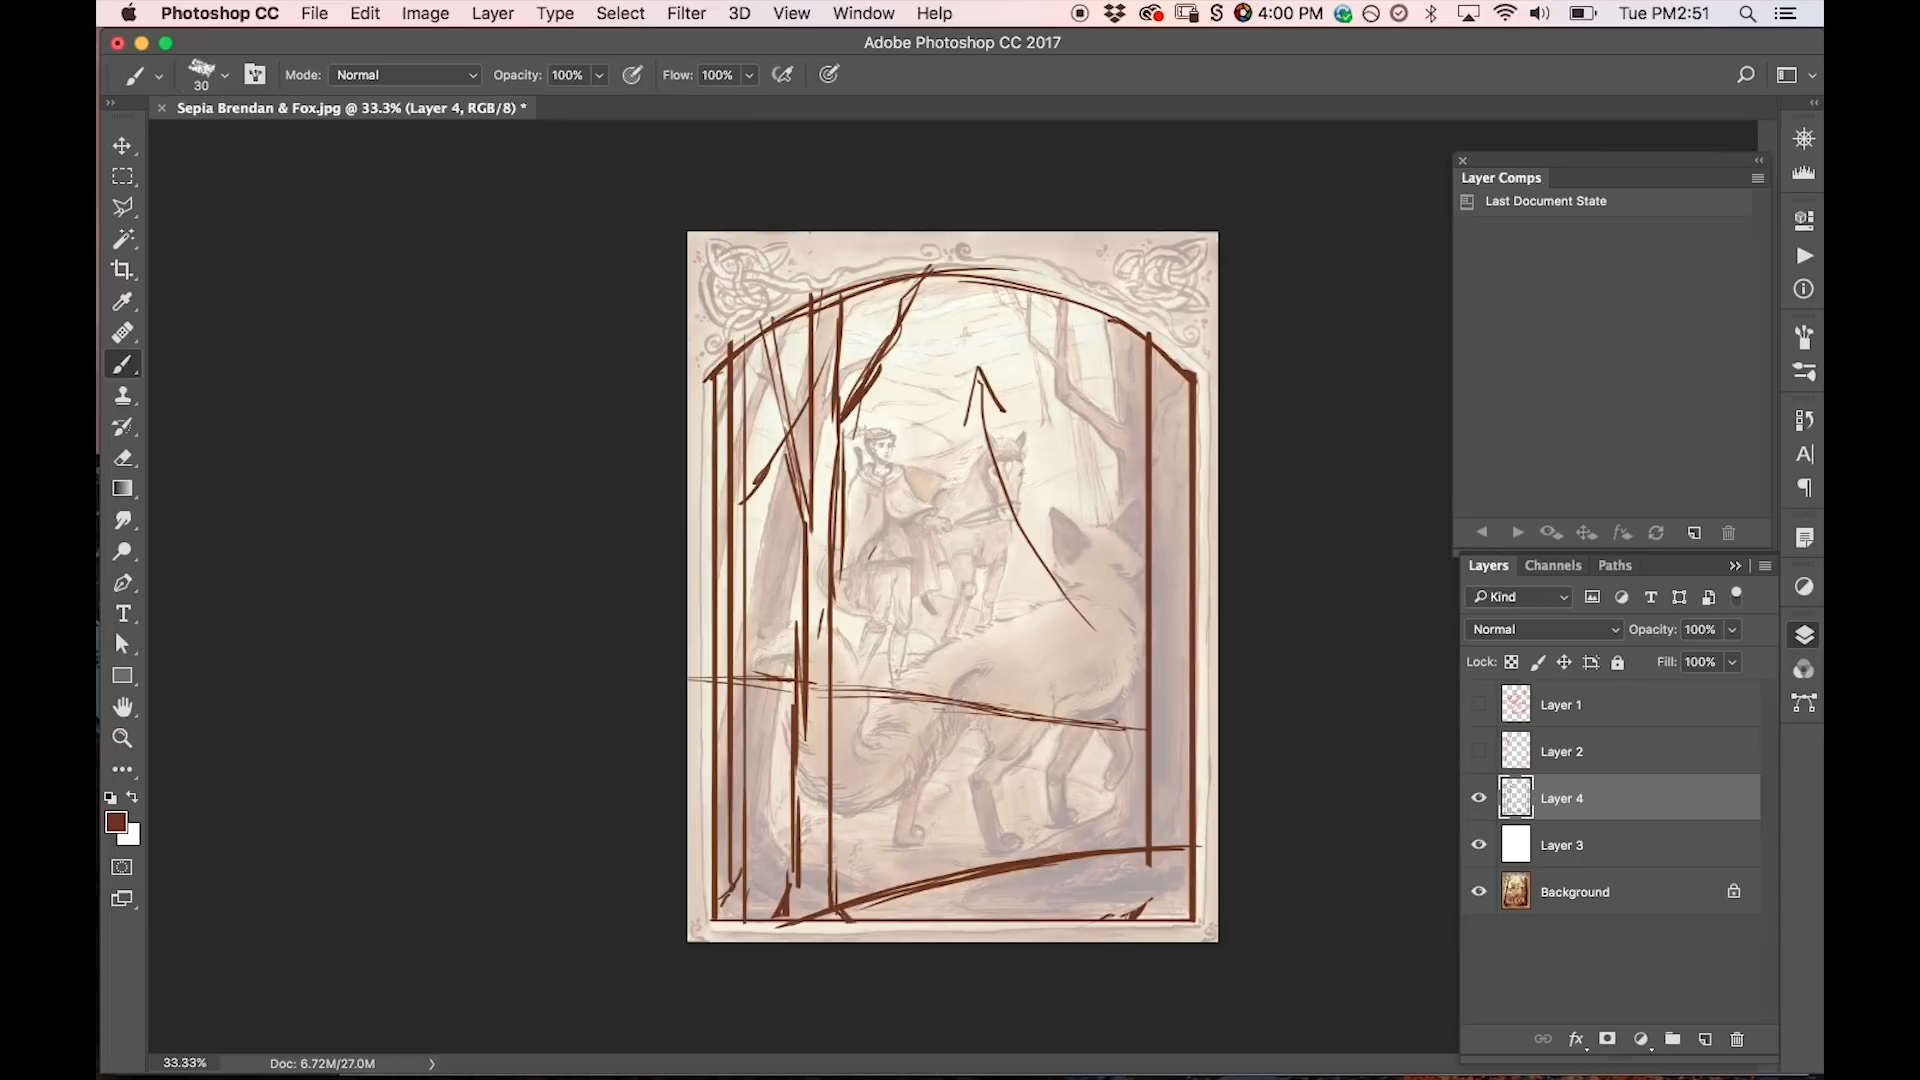 Photoshop CC File Edit Image Layer Type Select Filter 3D View Window Help 4:00 PM Tue PM2:51
Adobe Photoshop CC 2017
30 Mode: Normal Opacity: 100% Flow: 100%
Sepia Brendan & Fox.jpg @ 33.3% (Layer 4, RGB/8) *
Layer Comps
Last Document State
Layers Channels Paths
Kind
Normal Opacity: 100%
Lock: Fill: 100%
Layer 1
Layer 2
Layer 4
Layer 3
Background
33.33% Doc: 6.72M/27.0M